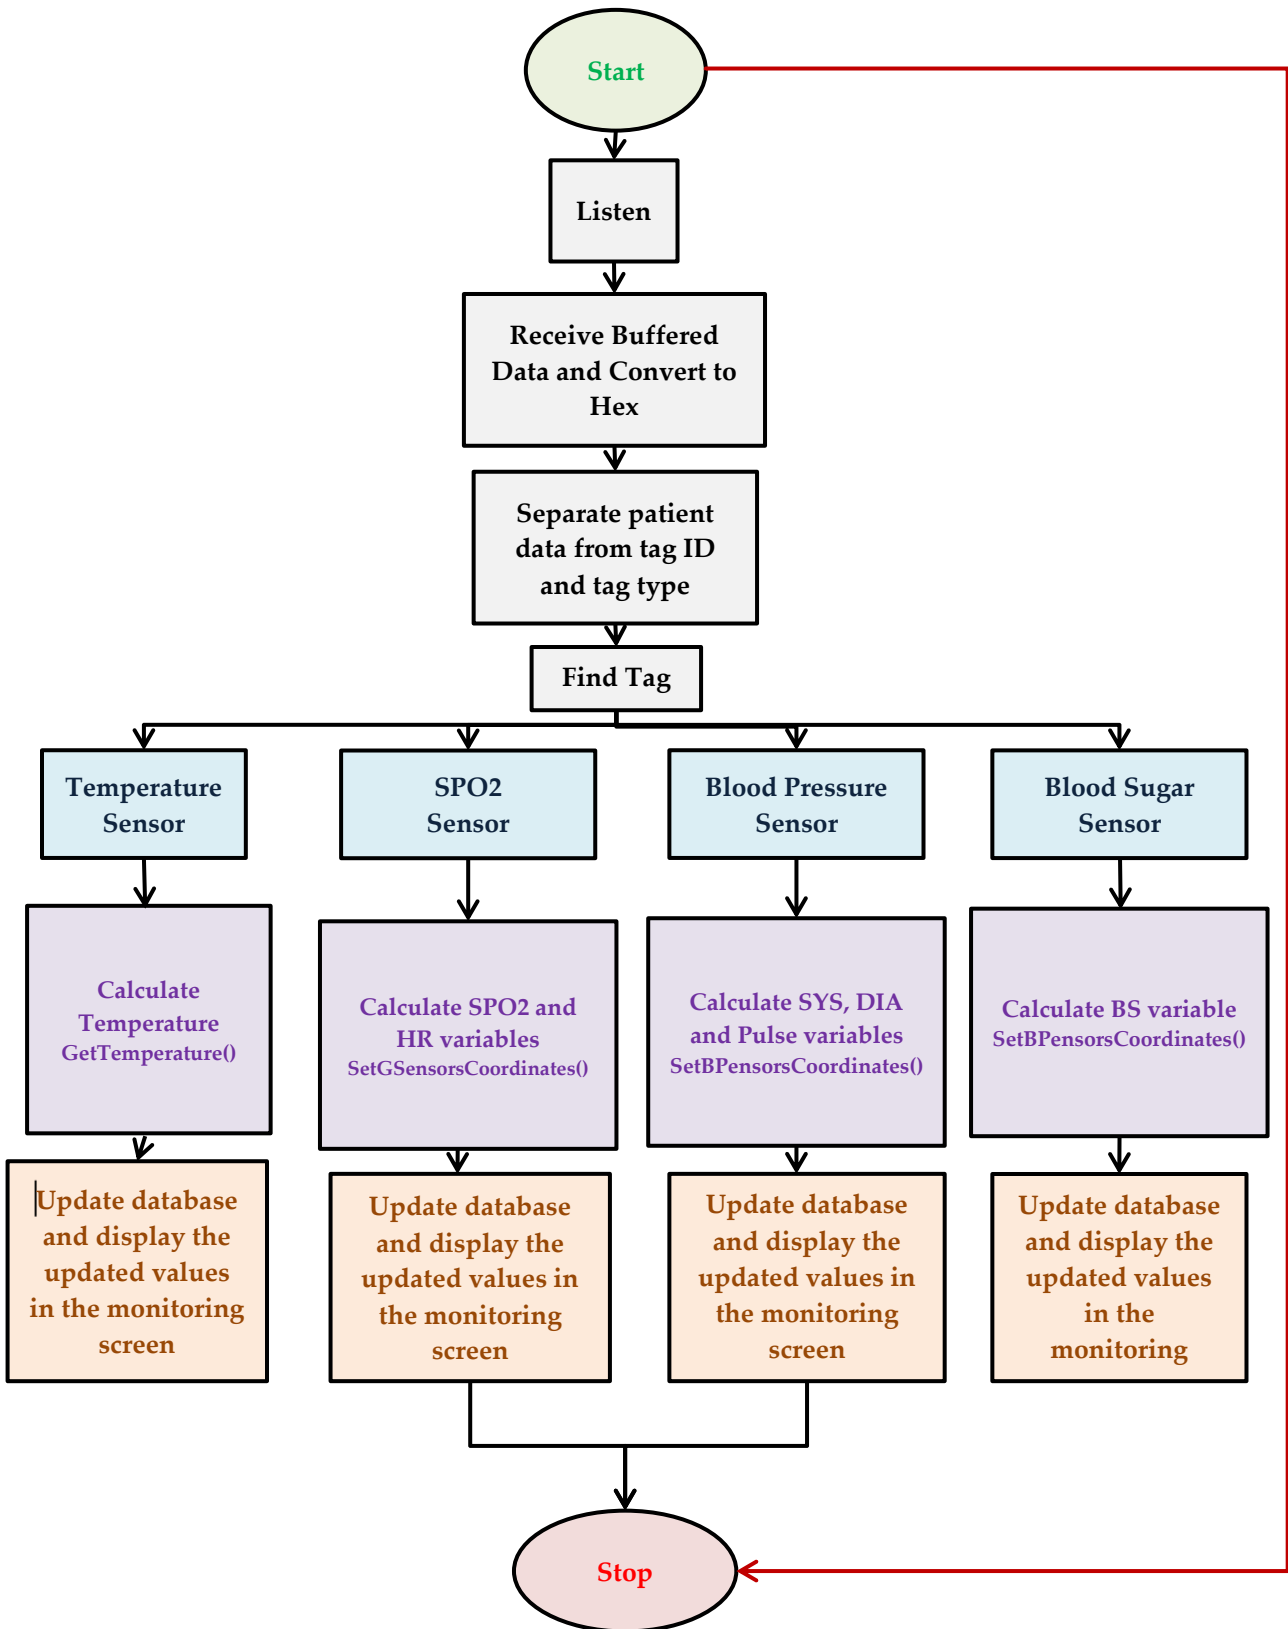 Start
Listen
Receive Buffered
Data and Convert to
Hex
Separate patient
data from tag ID
and tag type
Find Tag
Temperature
Sensor
SPO2
Sensor
Blood Pressure
Sensor
Blood Sugar
Sensor
Calculate
Temperature
GetTemperature()
Calculate SPO2 and
HR variables
SetGSensorsCoordinates()
Calculate SYS, DIA
and Pulse variables
SetBPensorsCoordinates()
Calculate BS variable
SetBPensorsCoordinates()
Update database
and display the
updated values
in the monitoring
screen
Update database
and display the
updated values in
the monitoring
screen
Update database
and display the
updated values in
the monitoring
screen
Update database
and display the
updated values
in the
monitoring
Stop